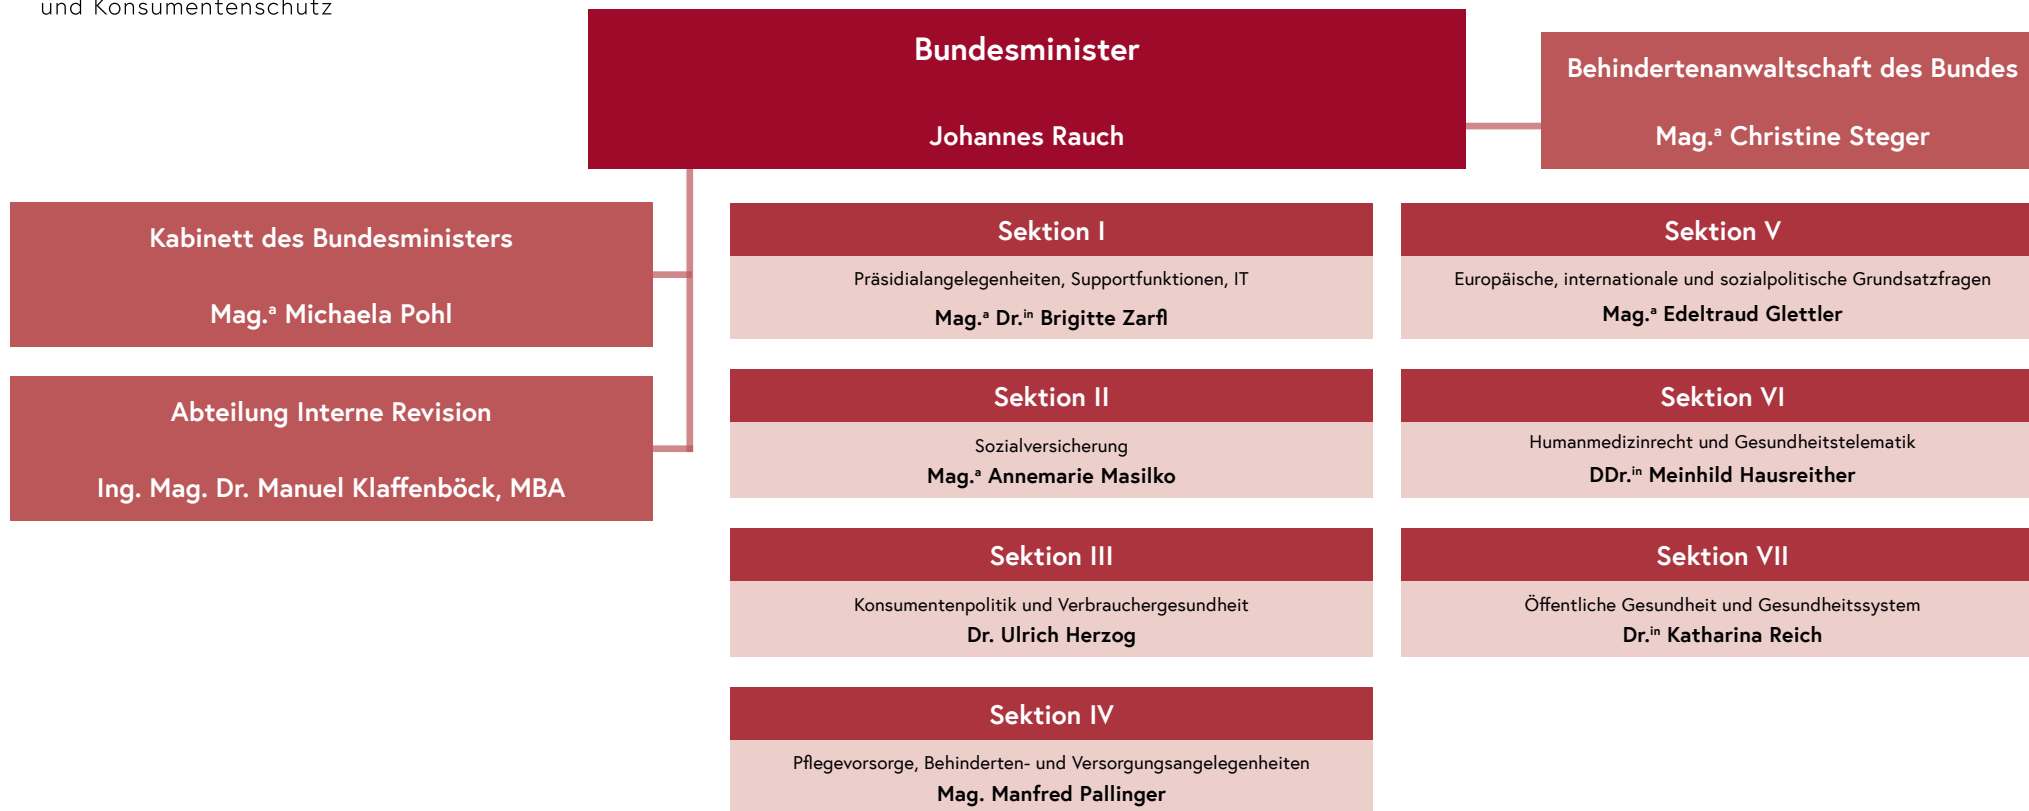 und Konsumentenschutz
Bundesminister
Johannes Rauch
Behindertenanwaltschaft des Bundes
Mag.ᵃ Christine Steger
Kabinett des Bundesministers
Mag.ᵃ Michaela Pohl
Abteilung Interne Revision
Ing. Mag. Dr. Manuel Klaffenböck, MBA
Sektion I
Präsidialangelegenheiten, Supportfunktionen, IT
Mag.ᵃ Dr.ⁱⁿ Brigitte Zarfl
Sektion II
Sozialversicherung
Mag.ᵃ Annemarie Masilko
Sektion III
Konsumentenpolitik und Verbrauchergesundheit
Dr. Ulrich Herzog
Sektion IV
Pflegevorsorge, Behinderten- und Versorgungsangelegenheiten
Mag. Manfred Pallinger
Sektion V
Europäische, internationale und sozialpolitische Grundsatzfragen
Mag.ᵃ Edeltraud Glettler
Sektion VI
Humanmedizinrecht und Gesundheitstelematik
DDr.ⁱⁿ Meinhild Hausreither
Sektion VII
Öffentliche Gesundheit und Gesundheitssystem
Dr.ⁱⁿ Katharina Reich